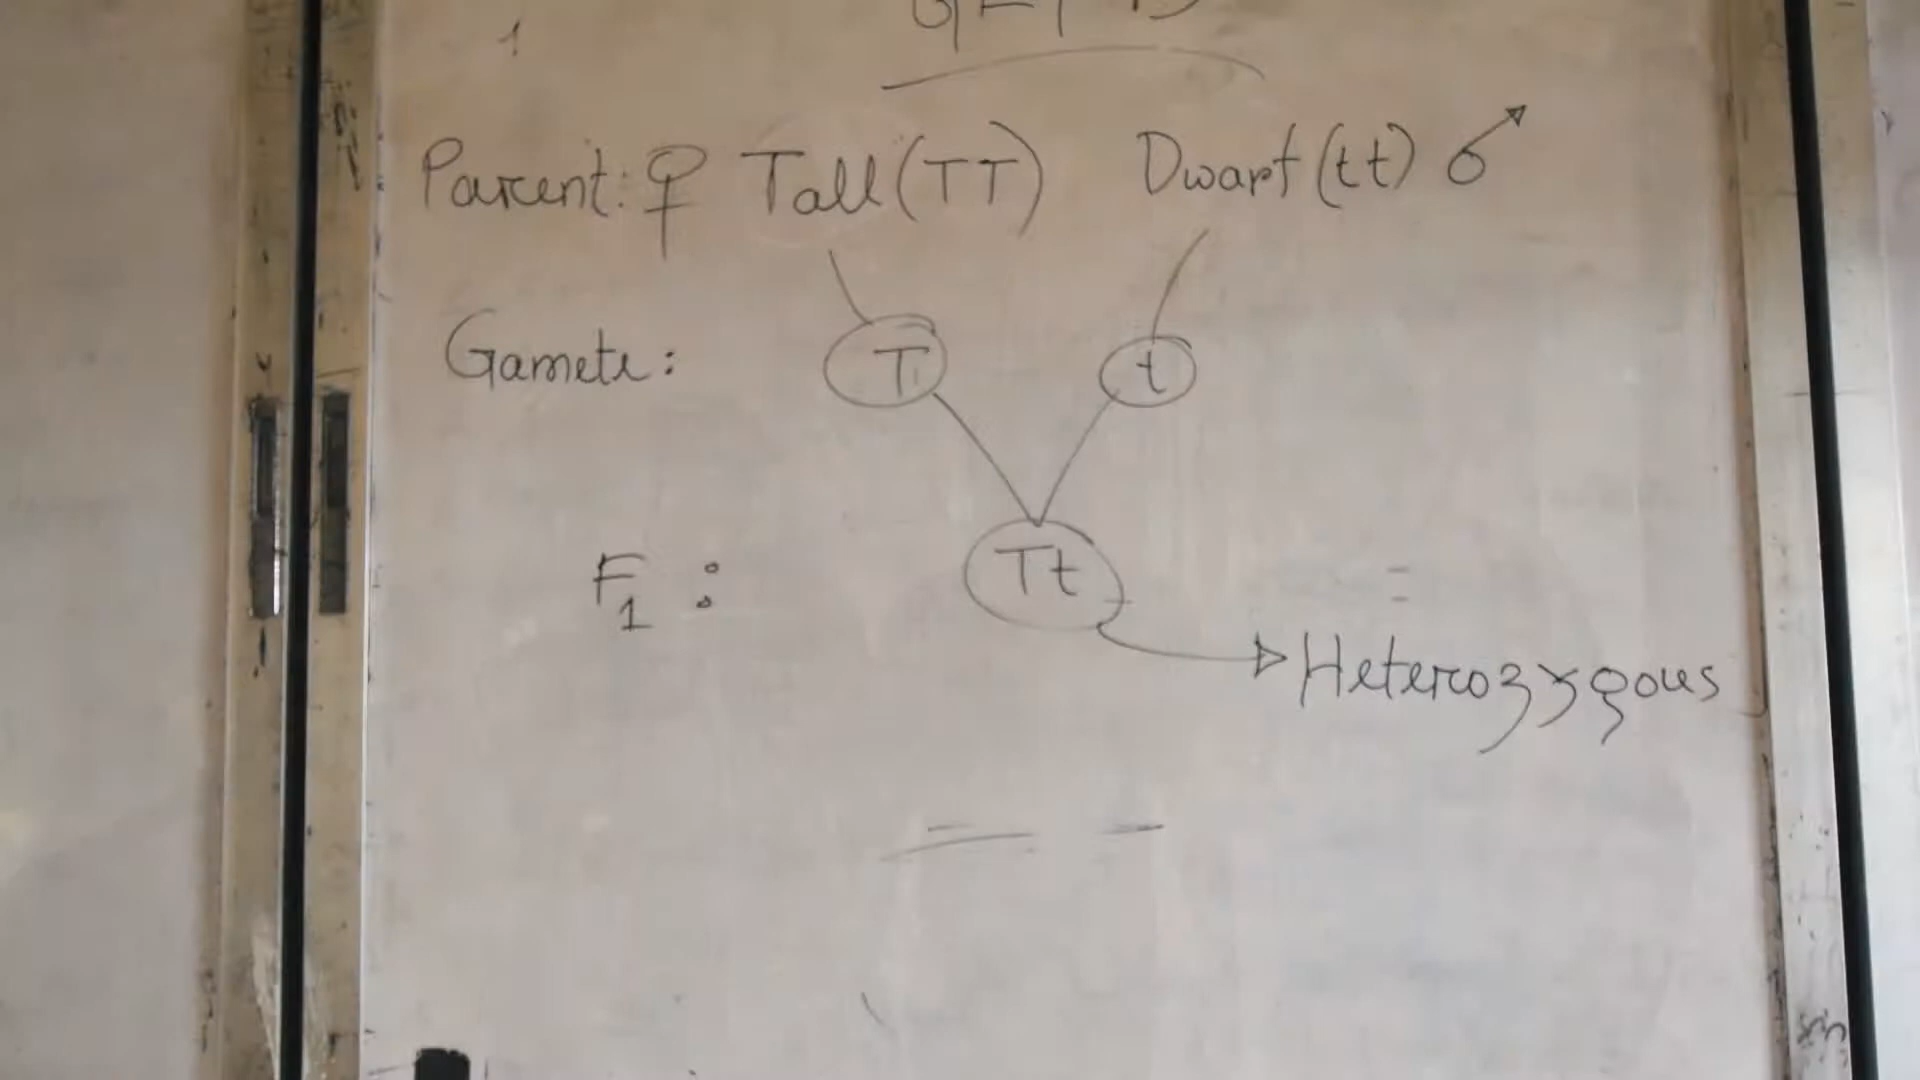 Parent: ♀ Tall (TT) Dwarf (tt) ♂
Gamete: T t
F1 : Tt
Heterozygous